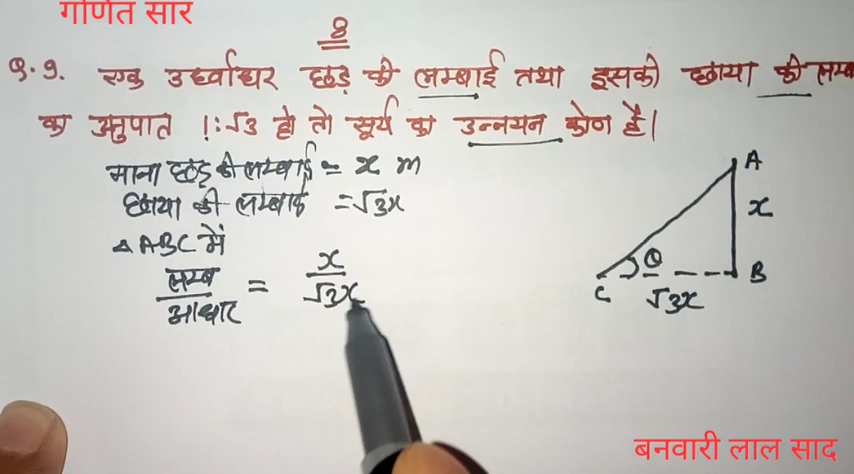 गणित सार
8
Q.9. एक उर्ध्वाधर छड़ की लम्बाई तथा इसकी छाया की लम्ब
का अनुपात 1:√3 हो तो सूर्य का उन्नयन कोण है।
माना छड़ की लम्बाई = x m
छाया की लम्बाई = √3x
△ABC में
लम्ब/आधार = x/√3x
A
x
θ
B
C
√3x
बनवारी लाल साद